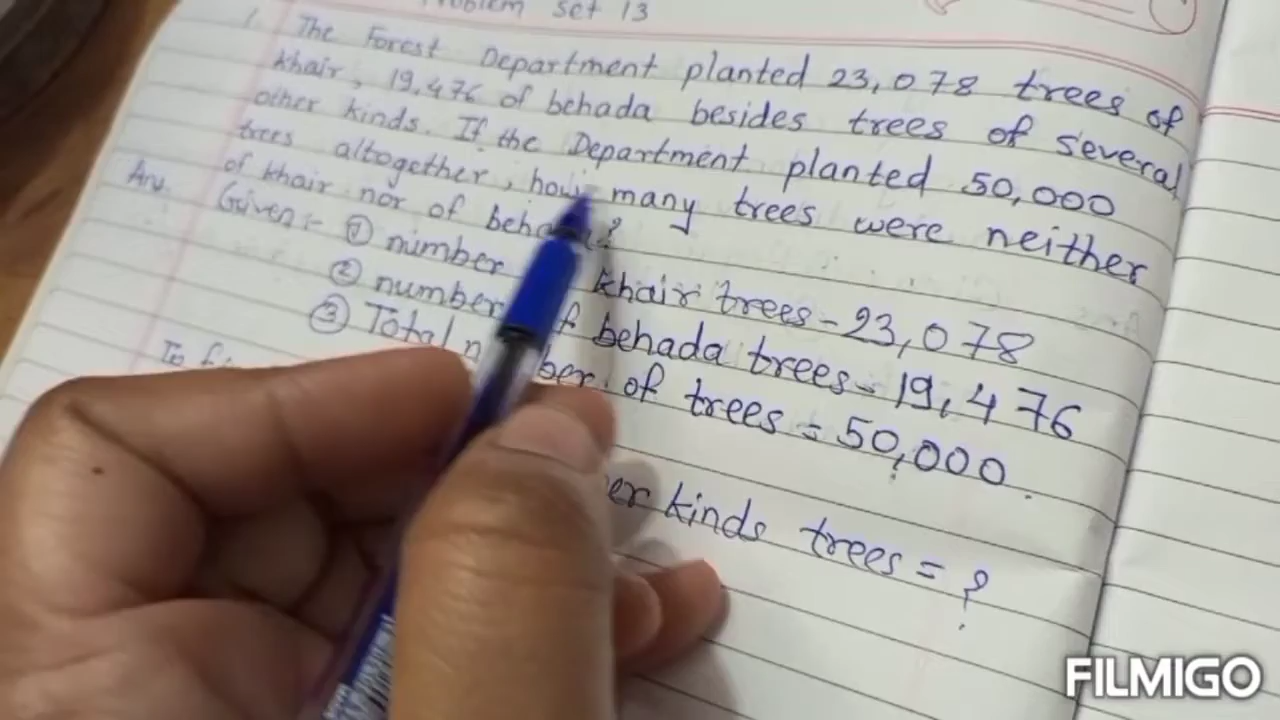 Problem Set 13
1. The Forest Department planted 23,078 trees of
khair, 19,476 of behada besides trees of several
other kinds. If the Department planted 50,000
trees altogether, how many trees were neither
of khair nor of behada?
Ans. Given:- ① number khair trees - 23,078
② number of behada trees - 19,476
③ Total number of trees = 50,000.
To kinds trees = ?
FILMIGO